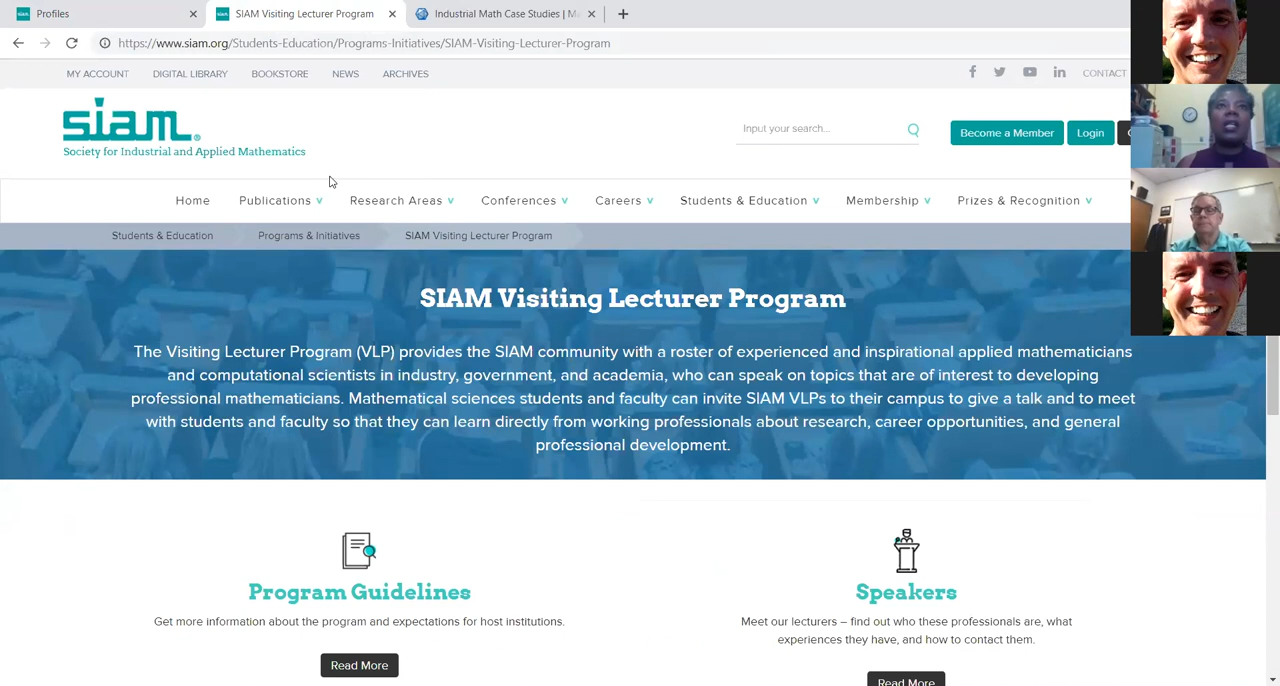 Profiles
SIAM Visiting Lecturer Program
Industrial Math Case Studies | Ma
https://www.siam.org/Students-Education/Programs-Initiatives/SIAM-Visiting-Lecturer-Program
MY ACCOUNT DIGITAL LIBRARY BOOKSTORE NEWS ARCHIVES CONTACT
siam®
Society for Industrial and Applied Mathematics
Input your search...
Become a Member
Login
Home Publications Research Areas Conferences Careers Students & Education Membership Prizes & Recognition
Students & Education Programs & Initiatives SIAM Visiting Lecturer Program
SIAM Visiting Lecturer Program
The Visiting Lecturer Program (VLP) provides the SIAM community with a roster of experienced and inspirational applied mathematicians
and computational scientists in industry, government, and academia, who can speak on topics that are of interest to developing
professional mathematicians. Mathematical sciences students and faculty can invite SIAM VLPs to their campus to give a talk and to meet
with students and faculty so that they can learn directly from working professionals about research, career opportunities, and general
professional development.
Program Guidelines
Get more information about the program and expectations for host institutions.
Read More
Speakers
Meet our lecturers – find out who these professionals are, what
experiences they have, and how to contact them.
Read More